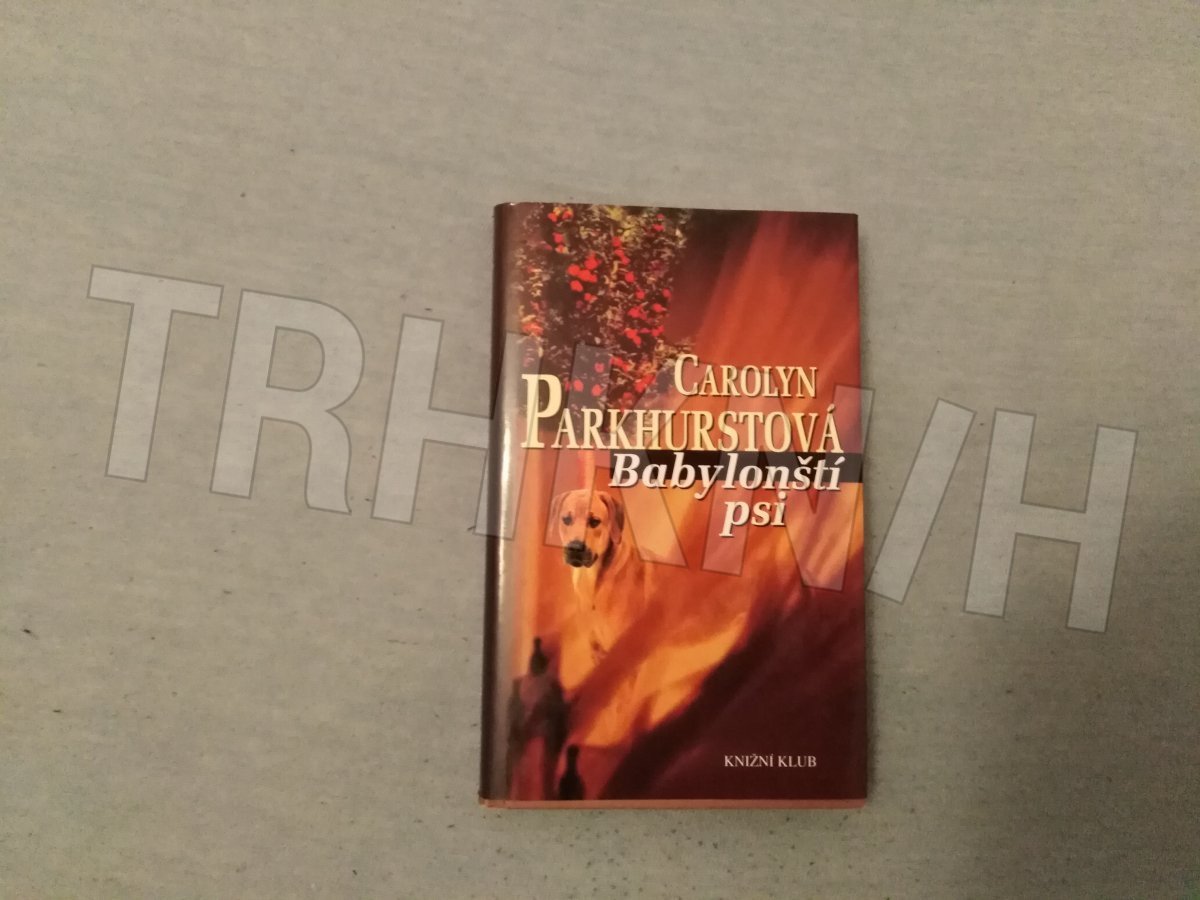 CAROLYN
PARKHURSTOVÁ
Babylonští
psi
KNIŽNÍ KLUB
TRHKNIH